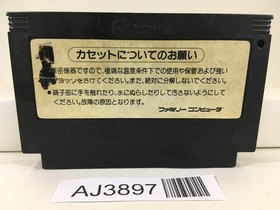 カセットについてのお願い
密機器ですので、極端な温度条件下での使用や保管および強い
ショックをさけてください。また、絶対に分解しないでください。
●端子部に手を触れたり、水にぬらしたりして汚さないようにして
ください。故障の原因となります。
ファミリーコンピュータ
AJ3897